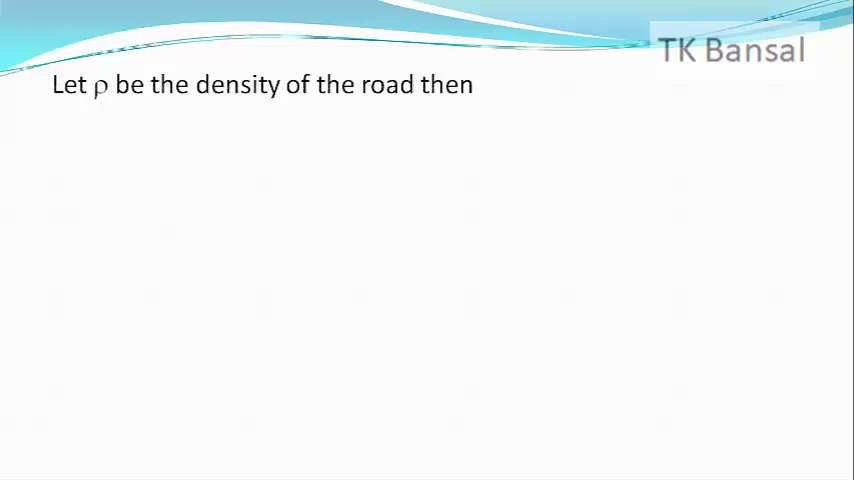 TK Bansal
Let ρ be the density of the road then